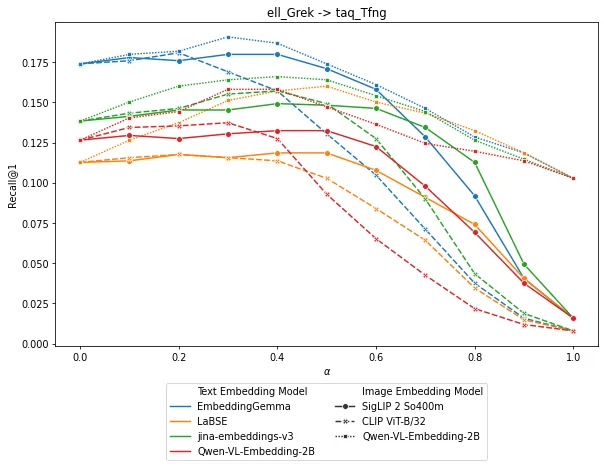 ell_Grek -> taq_Tfng
Recall@1
0.175
0.150
0.125
0.100
0.075
0.050
0.025
0.000
0.0 0.2 0.4 0.6 0.8 1.0
α
Text Embedding Model
EmbeddingGemma
LaBSE
jina-embeddings-v3
Qwen-VL-Embedding-2B
Image Embedding Model
SigLIP 2 So400m
CLIP ViT-B/32
Qwen-VL-Embedding-2B